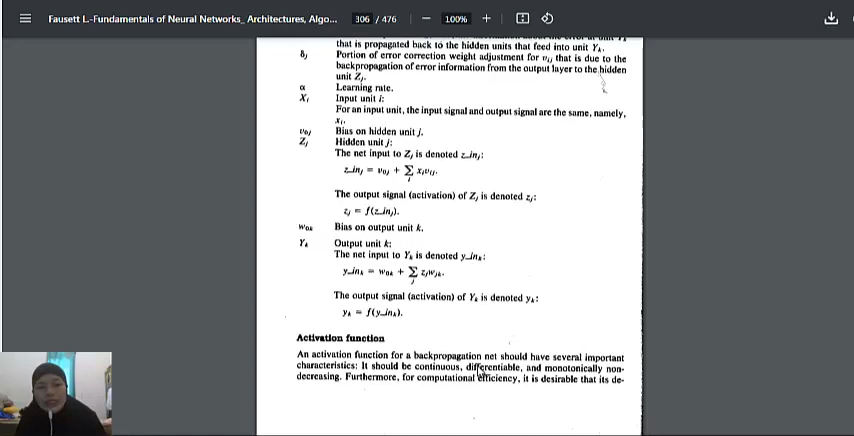 Fausett L.-Fundamentals of Neural Networks_ Architectures, Algo...
306 / 476
100%
that is propagated back to the hidden units that feed into unit Yₖ.
δⱼ Portion of error correction weight adjustment for vᵢⱼ that is due to the
backpropagation of error information from the output layer to the hidden
unit Zⱼ.
α Learning rate.
Xᵢ Input unit i:
For an input unit, the input signal and output signal are the same, namely,
xᵢ.
v₀ⱼ Bias on hidden unit j.
Zⱼ Hidden unit j:
The net input to Zⱼ is denoted z_inⱼ:
z_inⱼ = v₀ⱼ + Σᵢ xᵢvᵢⱼ.
The output signal (activation) of Zⱼ is denoted zⱼ:
zⱼ = f(z_inⱼ).
w₀ₖ Bias on output unit k.
Yₖ Output unit k:
The net input to Yₖ is denoted y_inₖ:
y_inₖ = w₀ₖ + Σⱼ zⱼwⱼₖ.
The output signal (activation) of Yₖ is denoted yₖ:
yₖ = f(y_inₖ).
Activation function
An activation function for a backpropagation net should have several important
characteristics: It should be continuous, differentiable, and monotonically non-
decreasing. Furthermore, for computational efficiency, it is desirable that its de-